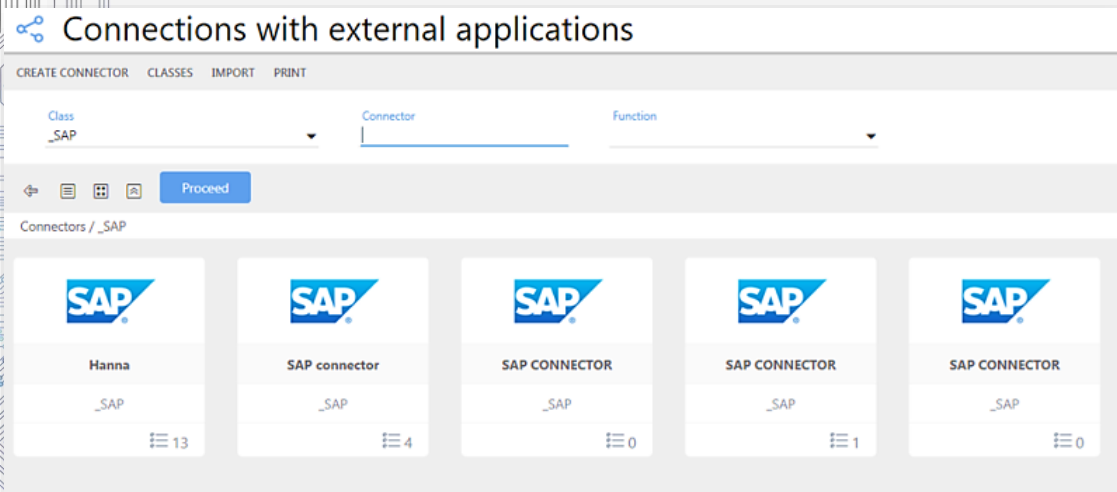 Connections with external applications
CREATE CONNECTOR CLASSES IMPORT PRINT
Class Connector Function
_SAP
Proceed
Connectors / _SAP
SAP® SAP® SAP® SAP® SAP®
Hanna SAP connector SAP CONNECTOR SAP CONNECTOR SAP CONNECTOR
_SAP _SAP _SAP _SAP _SAP
13 4 0 1 0